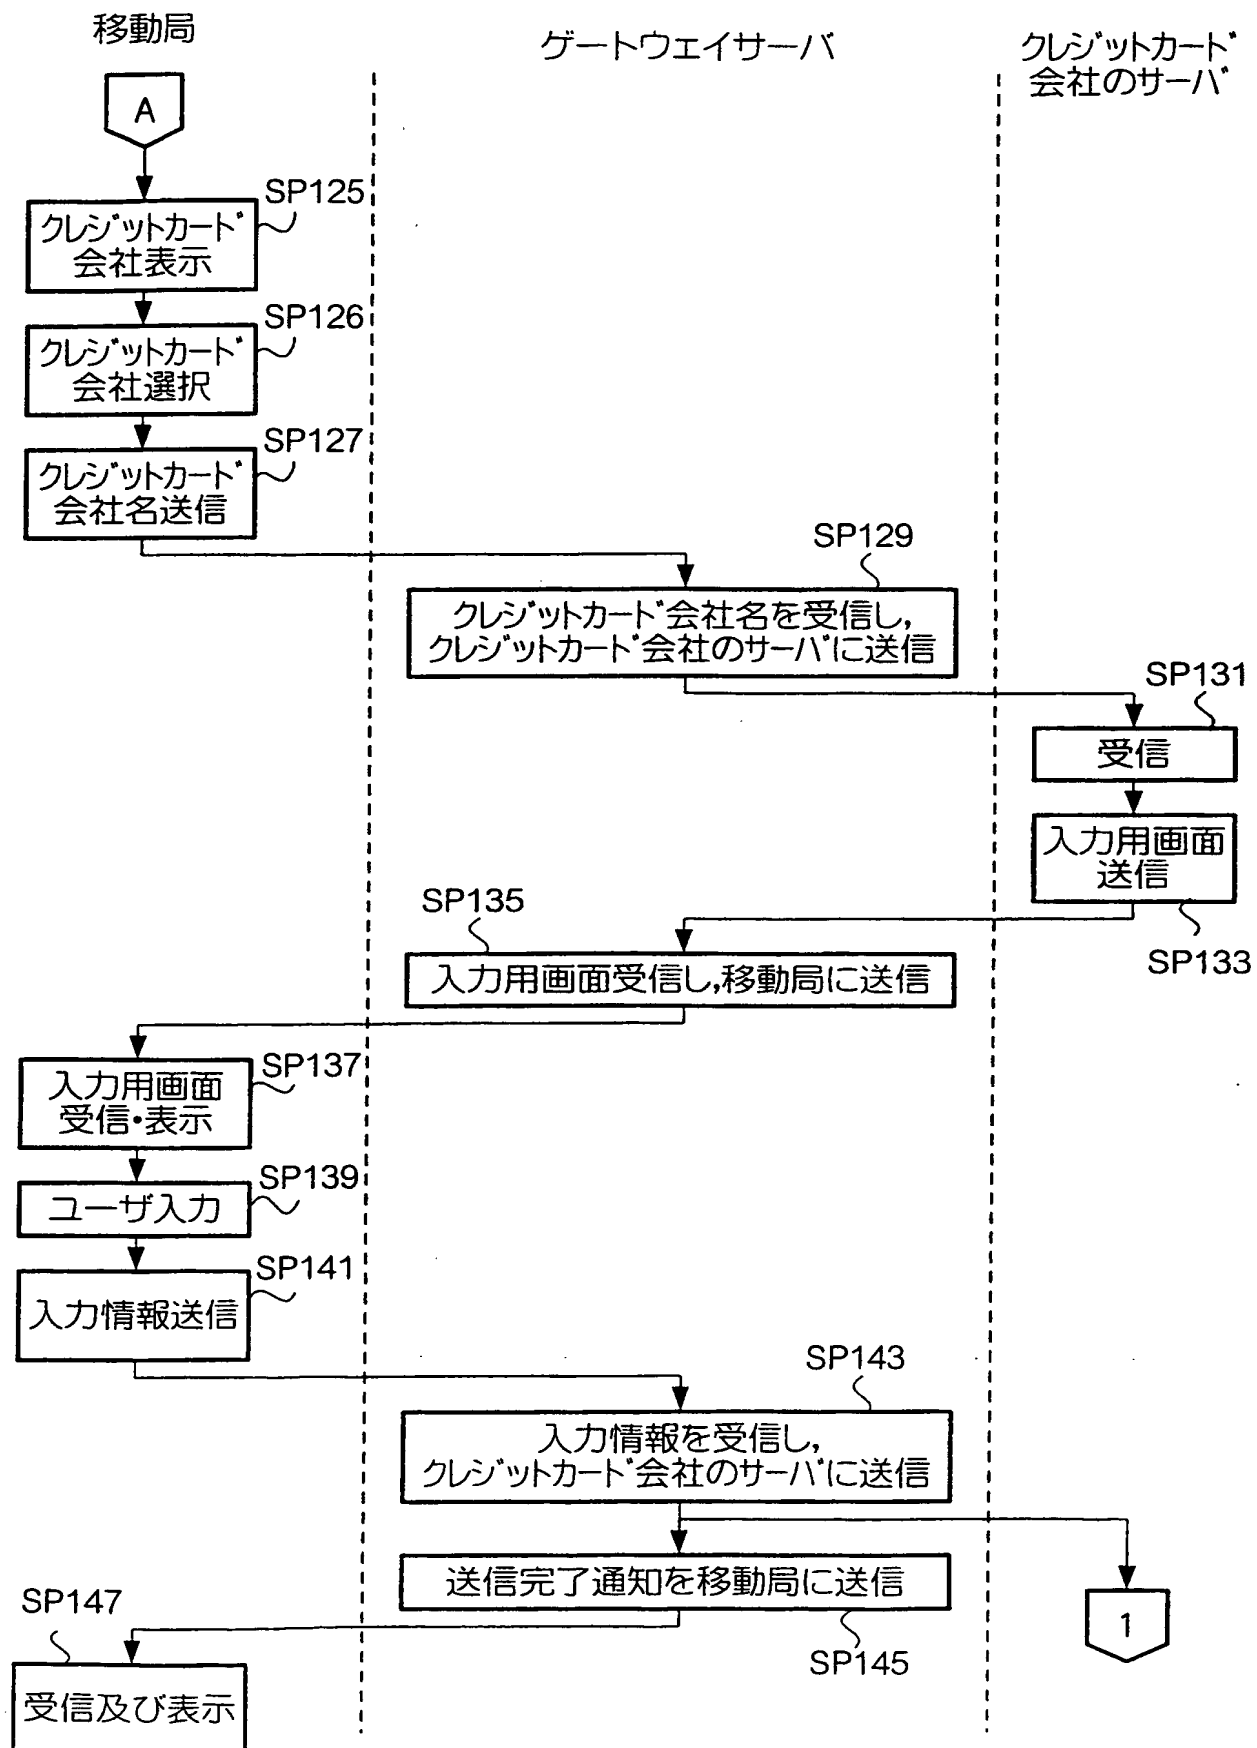 移動局
ゲートウェイサーバ
クレジットカード
会社のサーバ
A
SP125
クレジットカード
会社表示
SP126
クレジットカード
会社選択
SP127
クレジットカード
会社名送信
SP129
クレジットカード会社名を受信し,
クレジットカード会社のサーバに送信
SP131
受信
入力用画面
送信
SP133
SP135
入力用画面受信し,移動局に送信
SP137
入力用画面
受信・表示
SP139
ユーザ入力
SP141
入力情報送信
SP143
入力情報を受信し,
クレジットカード会社のサーバに送信
送信完了通知を移動局に送信
SP145
1
SP147
受信及び表示